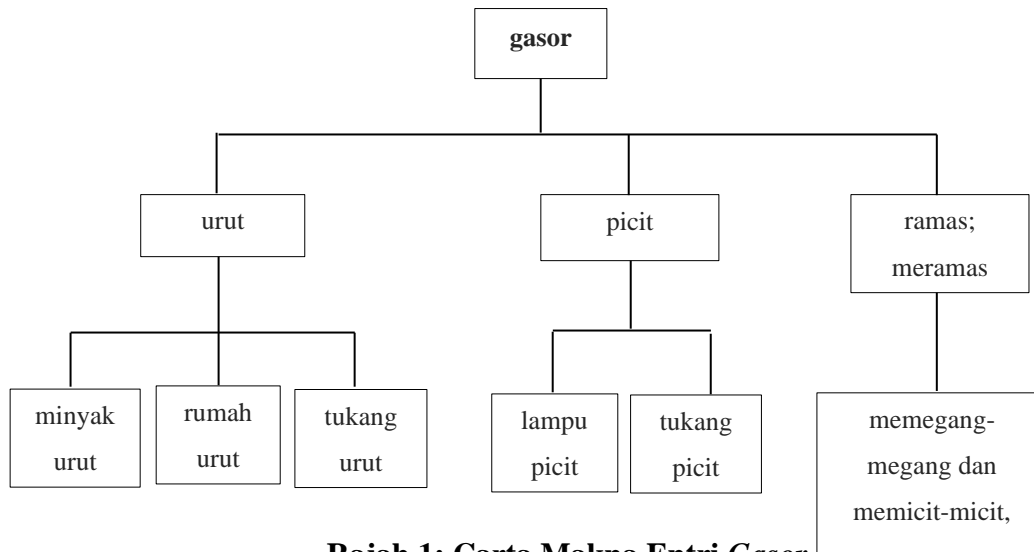 gasor
urut
picit
ramas;
meramas
minyak
urut
rumah
urut
tukang
urut
lampu
picit
tukang
picit
memegang-
megang dan
memicit-micit,
Rajah 1: Carta Makna Entri Gasor